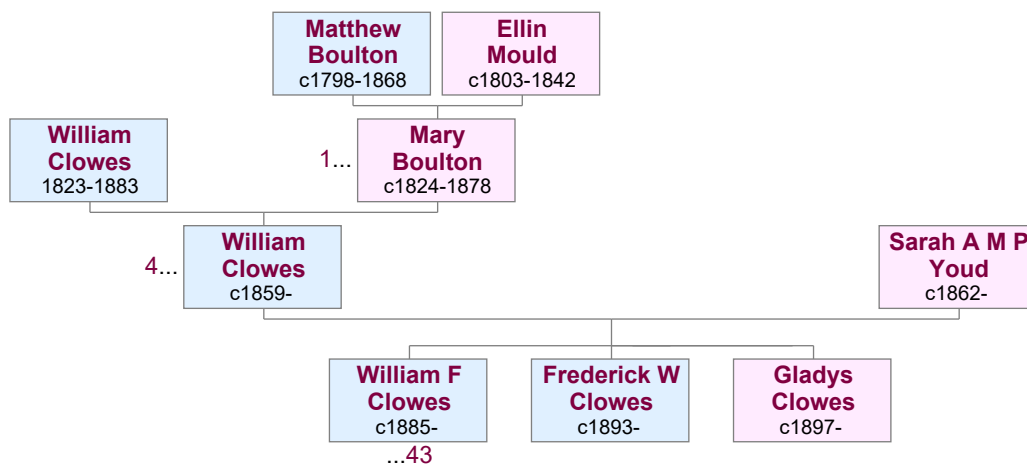 Matthew
Boulton
c1798-1868
Ellin
Mould
c1803-1842
William
Clowes
1823-1883
1...
Mary
Boulton
c1824-1878
4...
William
Clowes
c1859-
Sarah A M P
Youd
c1862-
William F
Clowes
c1885-
Frederick W
Clowes
c1893-
Gladys
Clowes
c1897-
...43